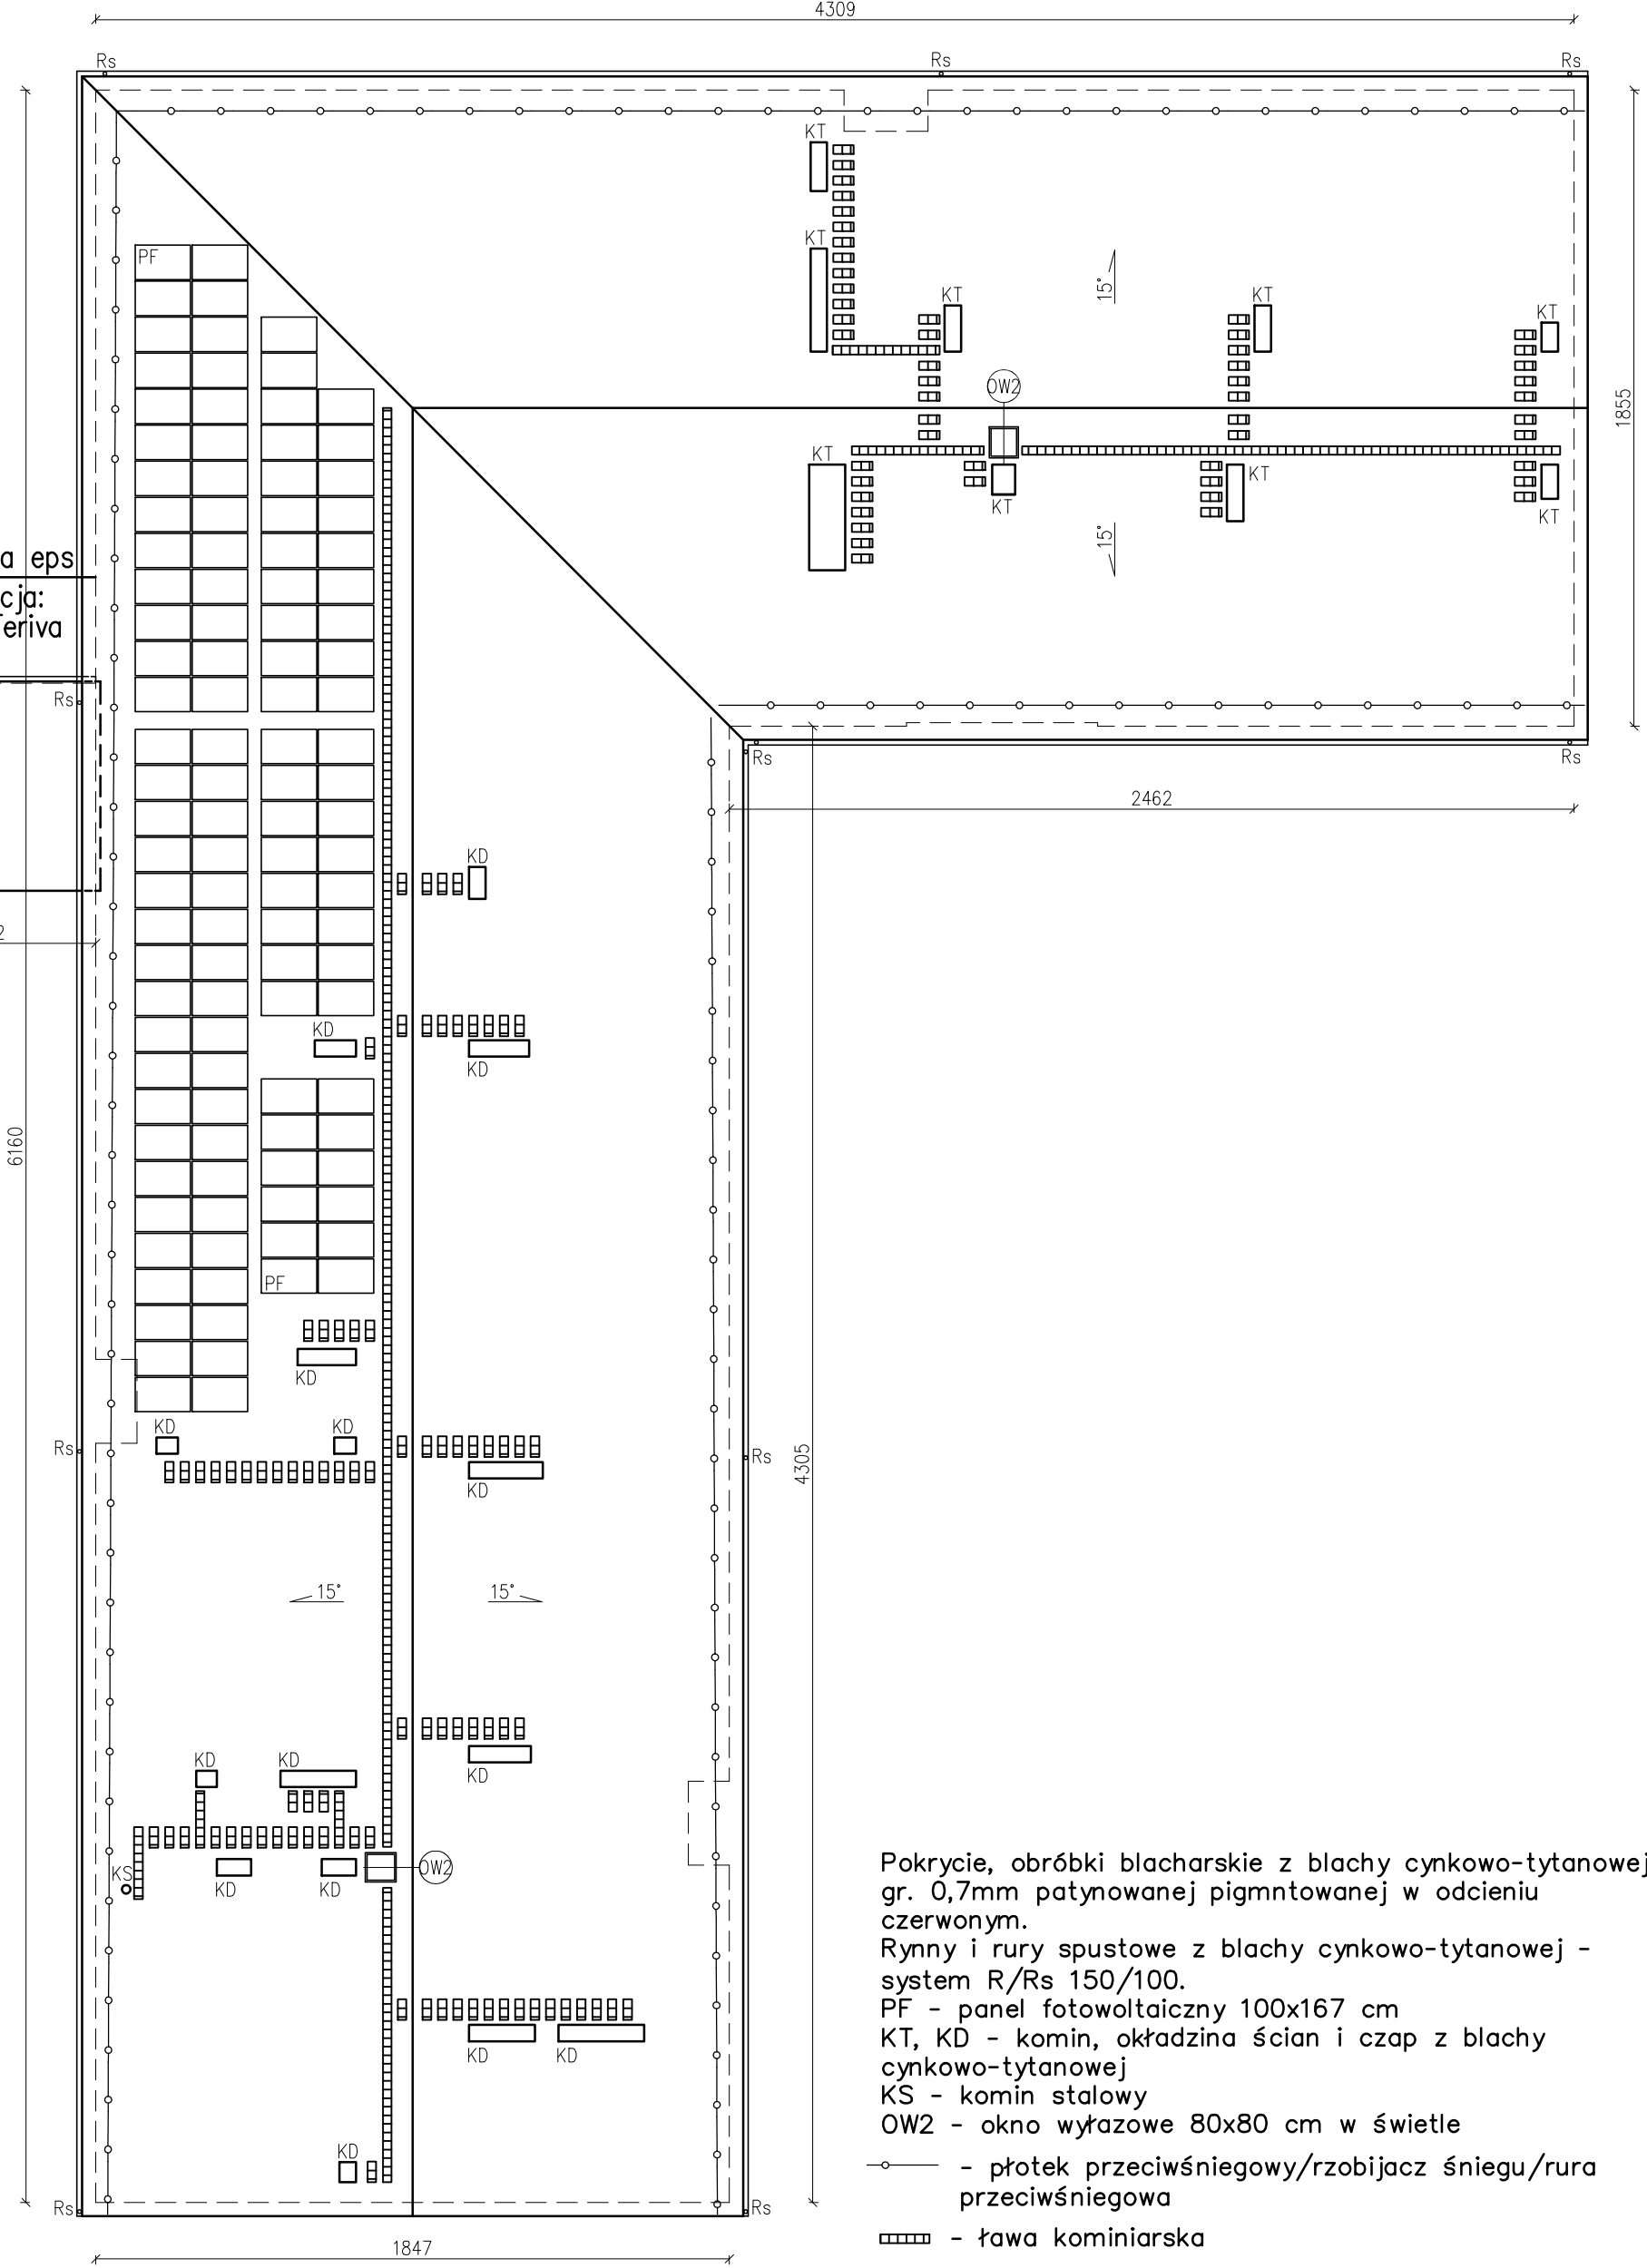 4309
Rs
Rs
Rs
KT
PF
KT
15°
KT
KT
KT
OW2
1855
KT
KT
KT
KT
15°
a eps
cja:
eriva
Rs
Rs
Rs
2462
KD
2
KD
KD
6160
PF
KD
KD
KD
Rs
Rs
4305
KD
15°
15°
KD
KD
KD
KS
OW2
KD
KD
KD
KD
KD
Rs
Rs
1847
Pokrycie, obróbki blacharskie z blachy cynkowo-tytanowej
gr. 0,7mm patynowanej pigmntowanej w odcieniu
czerwonym.
Rynny i rury spustowe z blachy cynkowo-tytanowej -
system R/Rs 150/100.
PF - panel fotowoltaiczny 100x167 cm
KT, KD - komin, okładzina ścian i czap z blachy
cynkowo-tytanowej
KS - komin stalowy
OW2 - okno wyłazowe 80x80 cm w świetle
- płotek przeciwśniegowy/rzobijacz śniegu/rura
przeciwśniegowa
- ława kominiarska